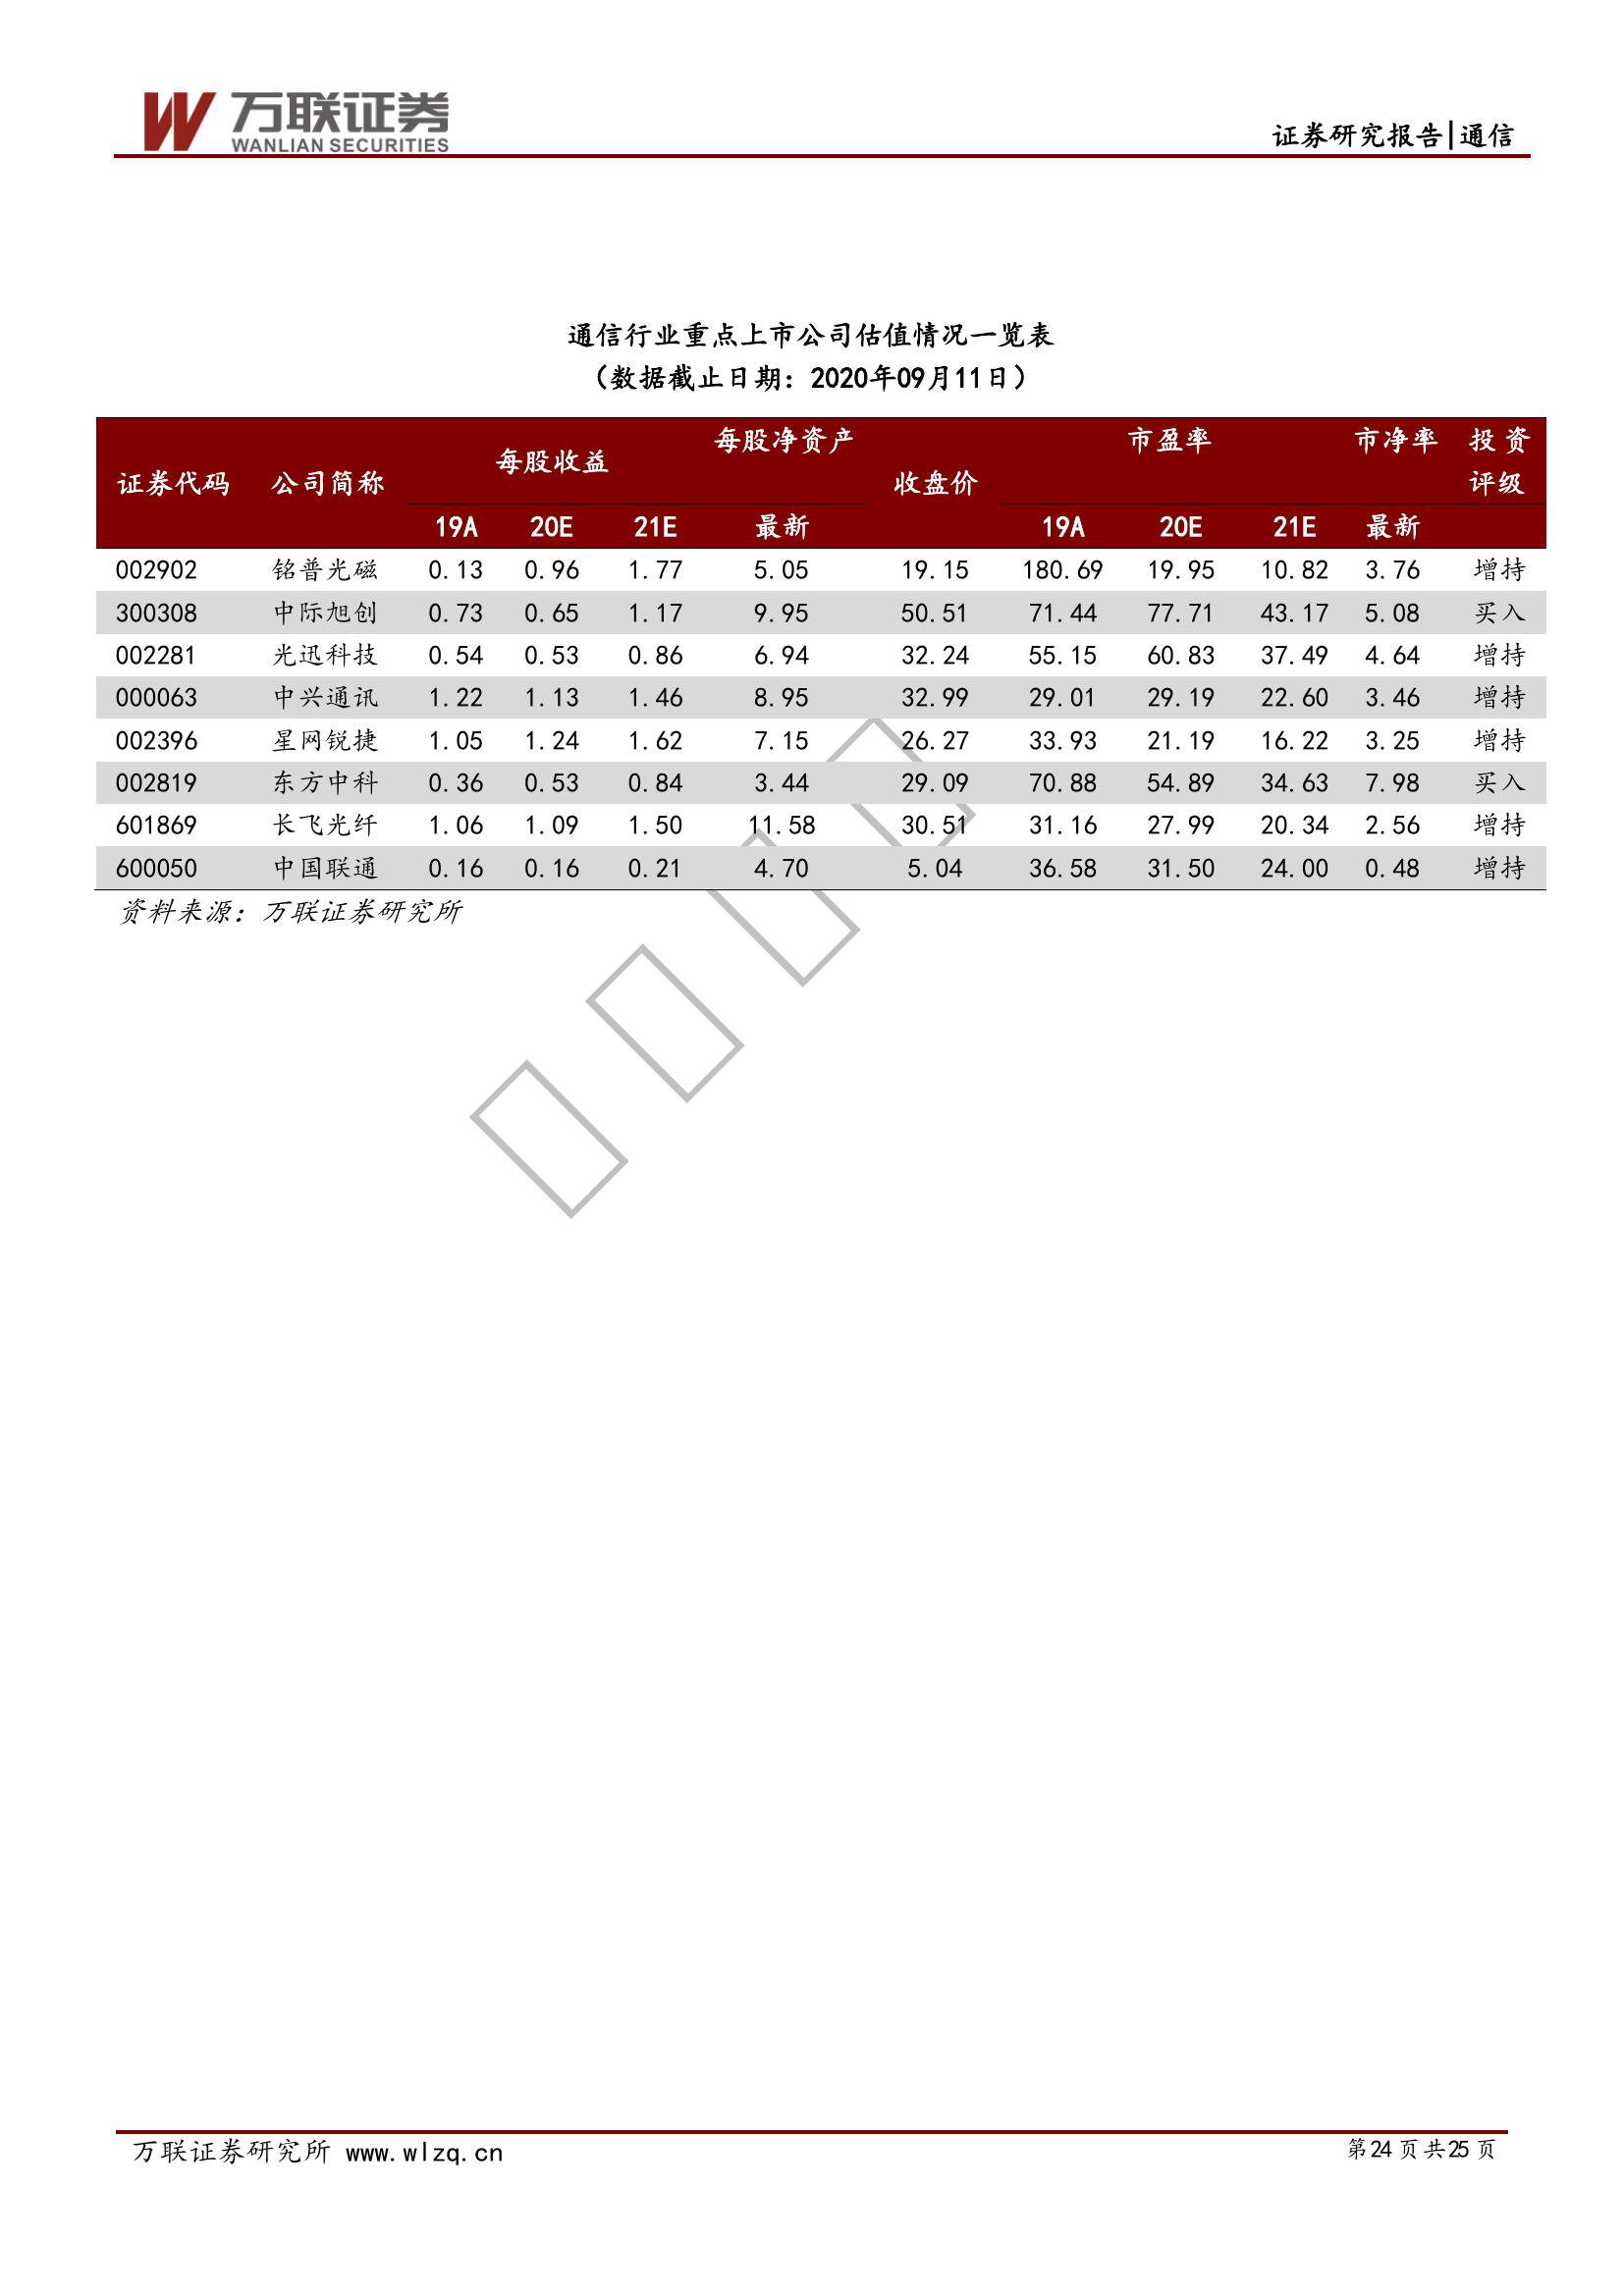 万联证券
WANLIAN SECURITIES
证券研究报告|通信
通信行业重点上市公司估值情况一览表
（数据截止日期：2020年09月11日）
证券代码 公司简称 每股收益 每股净资产 收盘价 市盈率 市净率 投资
评级
19A 20E 21E 最新 19A 20E 21E 最新
002902 铭普光磁 0.13 0.96 1.77 5.05 19.15 180.69 19.95 10.82 3.76 增持
300308 中际旭创 0.73 0.65 1.17 9.95 50.51 71.44 77.71 43.17 5.08 买入
002281 光迅科技 0.54 0.53 0.86 6.94 32.24 55.15 60.83 37.49 4.64 增持
000063 中兴通讯 1.22 1.13 1.46 8.95 32.99 29.01 29.19 22.60 3.46 增持
002396 星网锐捷 1.05 1.24 1.62 7.15 26.27 33.93 21.19 16.22 3.25 增持
002819 东方中科 0.36 0.53 0.84 3.44 29.09 70.88 54.89 34.63 7.98 买入
601869 长飞光纤 1.06 1.09 1.50 11.58 30.51 31.16 27.99 20.34 2.56 增持
600050 中国联通 0.16 0.16 0.21 4.70 5.04 36.58 31.50 24.00 0.48 增持
资料来源：万联证券研究所
万联证券研究所 www.wlzq.cn
第24页共25页